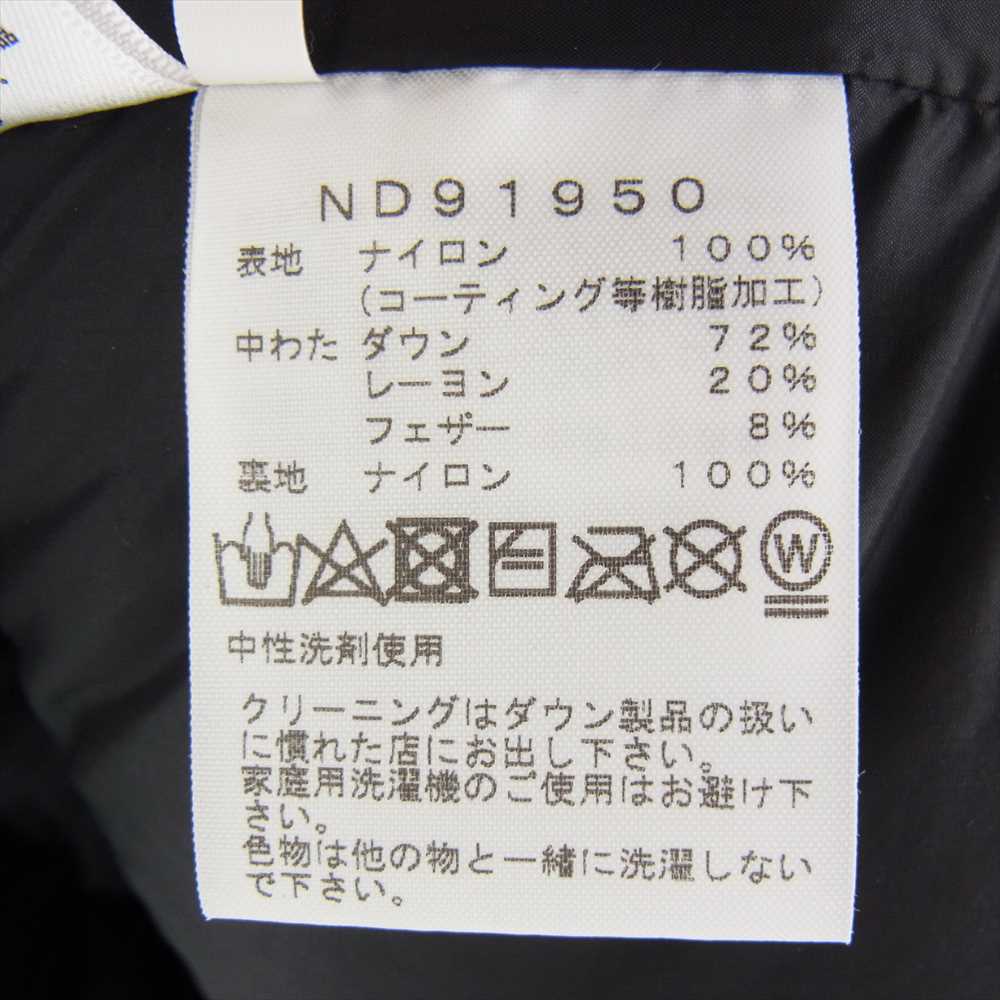 品
ND91950
表地 ナイロン 100%
(コーティング等樹脂加工)
中わた ダウン 72%
レーヨン 20%
フェザー 8%
裏地 ナイロン 100%
W
中性洗剤使用
クリーニングはダウン製品の扱い
に慣れた店にお出し下さい。
家庭用洗濯機のご使用はお避け下
さい。
色物は他の物と一緒に洗濯しない
で下さい。